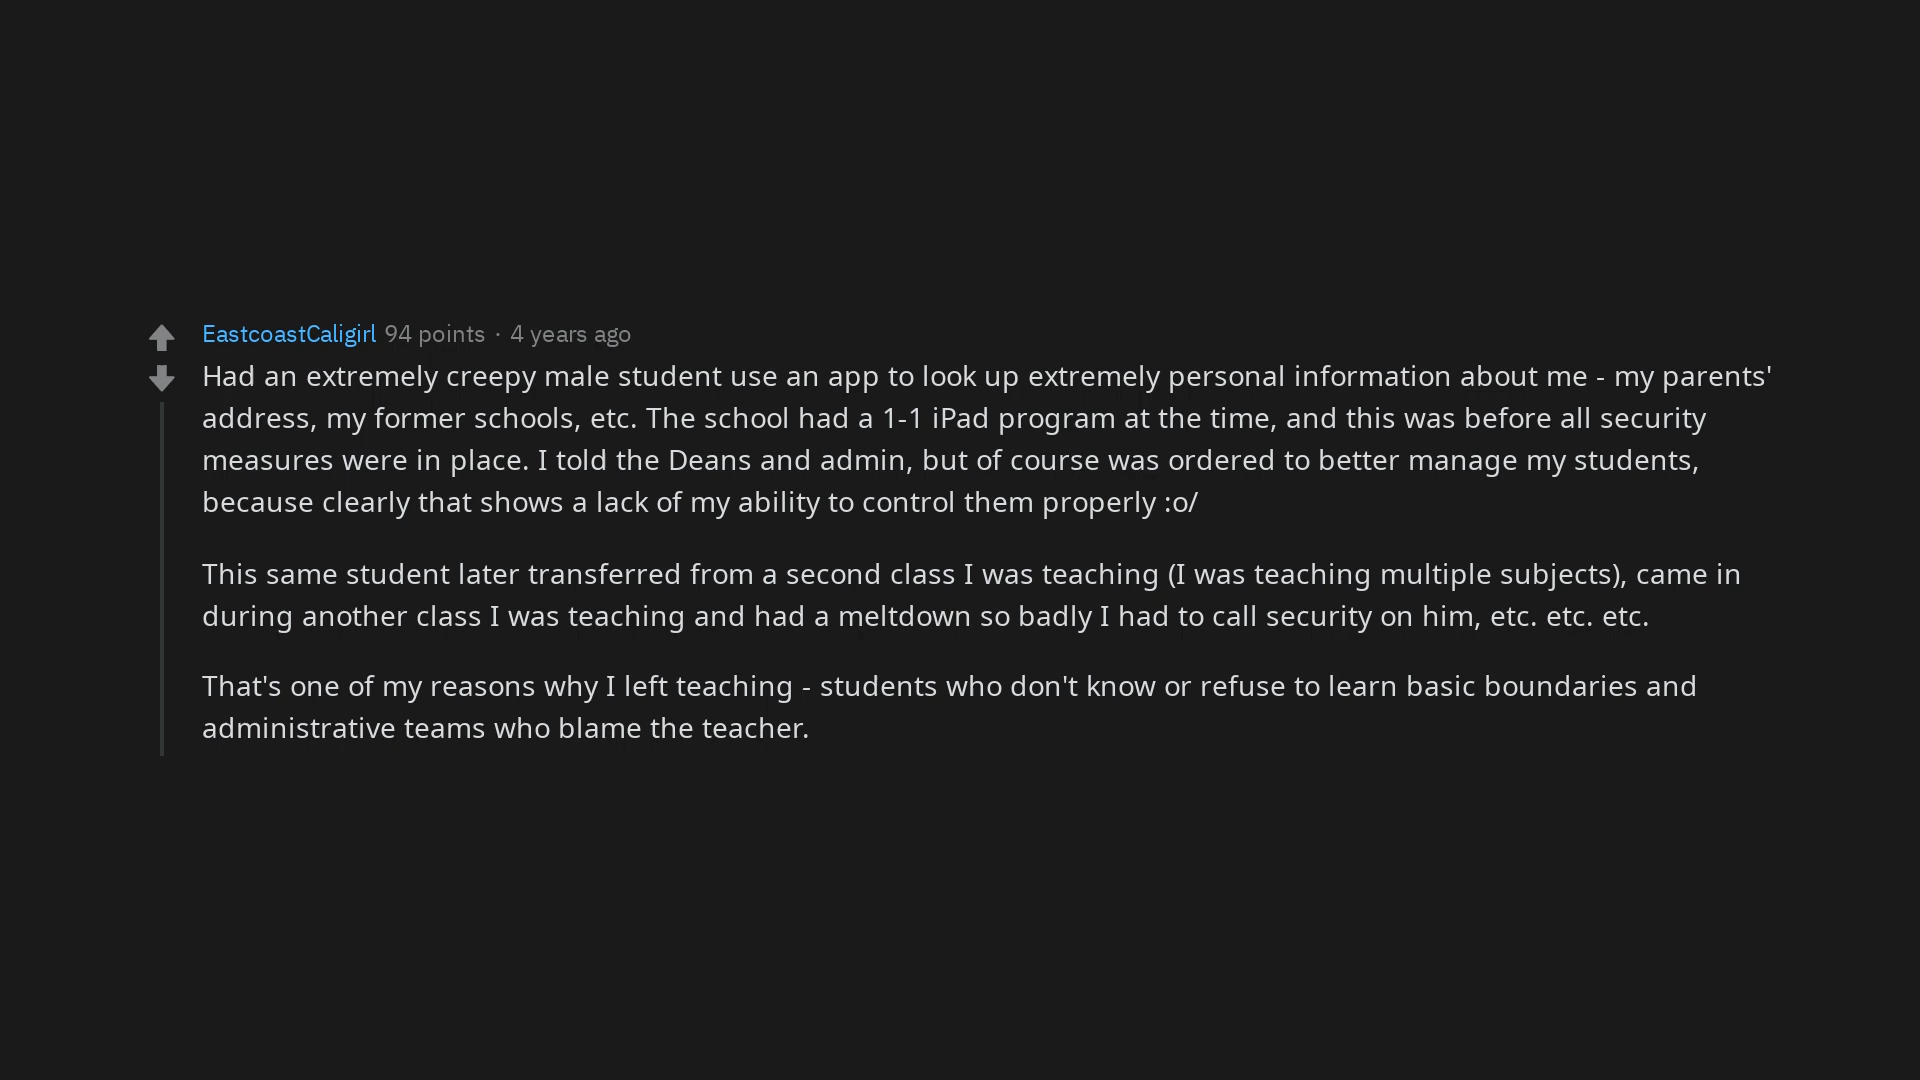 EastcoastCaligirl 94 points · 4 years ago
Had an extremely creepy male student use an app to look up extremely personal information about me - my parents'
address, my former schools, etc. The school had a 1-1 iPad program at the time, and this was before all security
measures were in place. I told the Deans and admin, but of course was ordered to better manage my students,
because clearly that shows a lack of my ability to control them properly :o/
This same student later transferred from a second class I was teaching (I was teaching multiple subjects), came in
during another class I was teaching and had a meltdown so badly I had to call security on him, etc. etc. etc.
That's one of my reasons why I left teaching - students who don't know or refuse to learn basic boundaries and
administrative teams who blame the teacher.